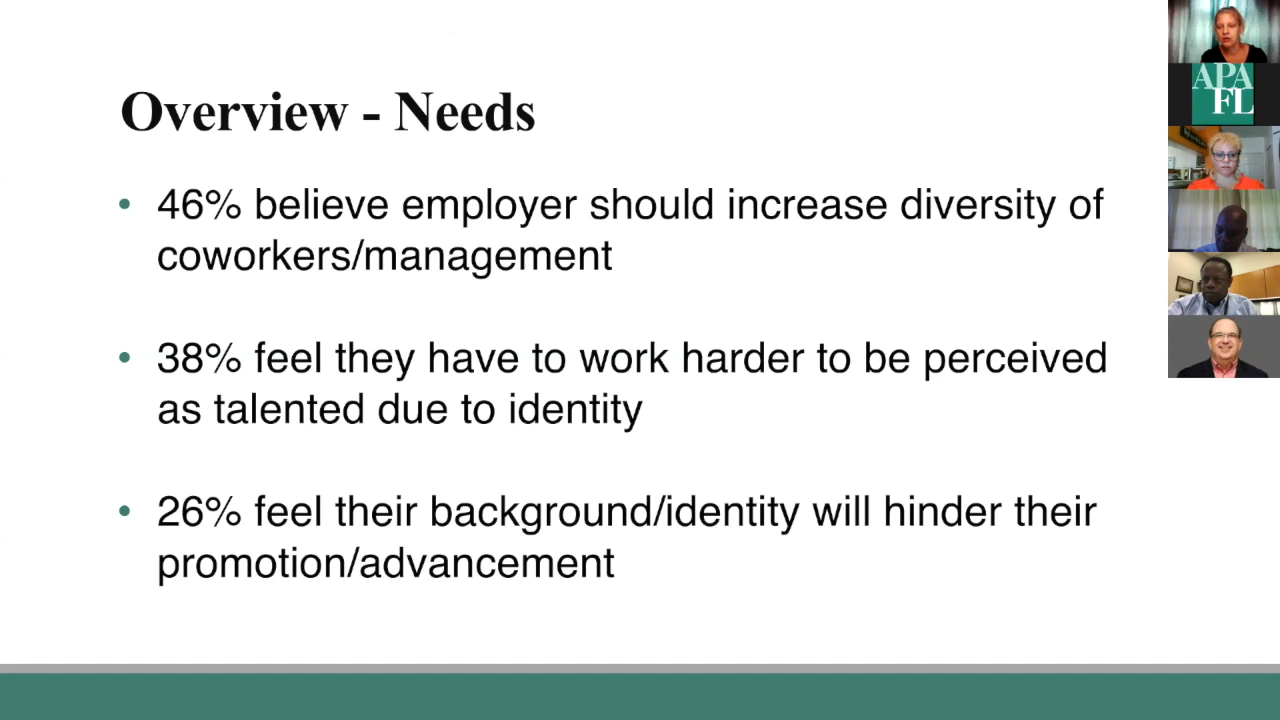 Overview - Needs
• 46% believe employer should increase diversity of
coworkers/management
• 38% feel they have to work harder to be perceived
as talented due to identity
• 26% feel their background/identity will hinder their
promotion/advancement
APA
FL